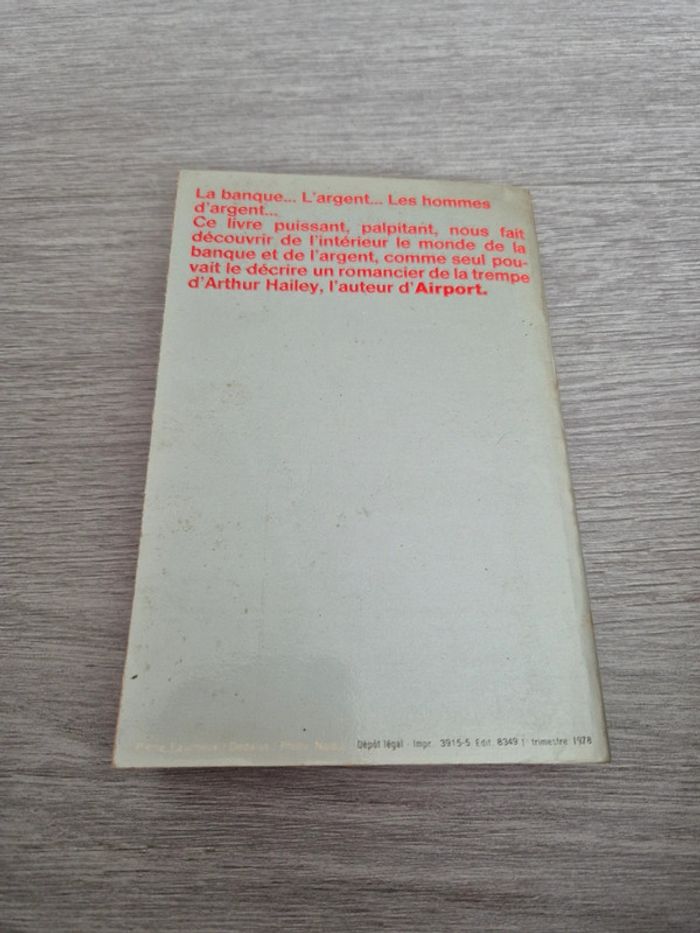 La banque... L'argent... Les hommes
d'argent...
Ce livre puissant, palpitant, nous fait
découvrir de l'intérieur le monde de la
banque et de l'argent, comme seul pou-
vait le décrire un romancier de la trempe
d'Arthur Hailey, l'auteur d'Airport.
Dépôt légal - Impr. 3915-5 Edit. 8349 trimestre 1978